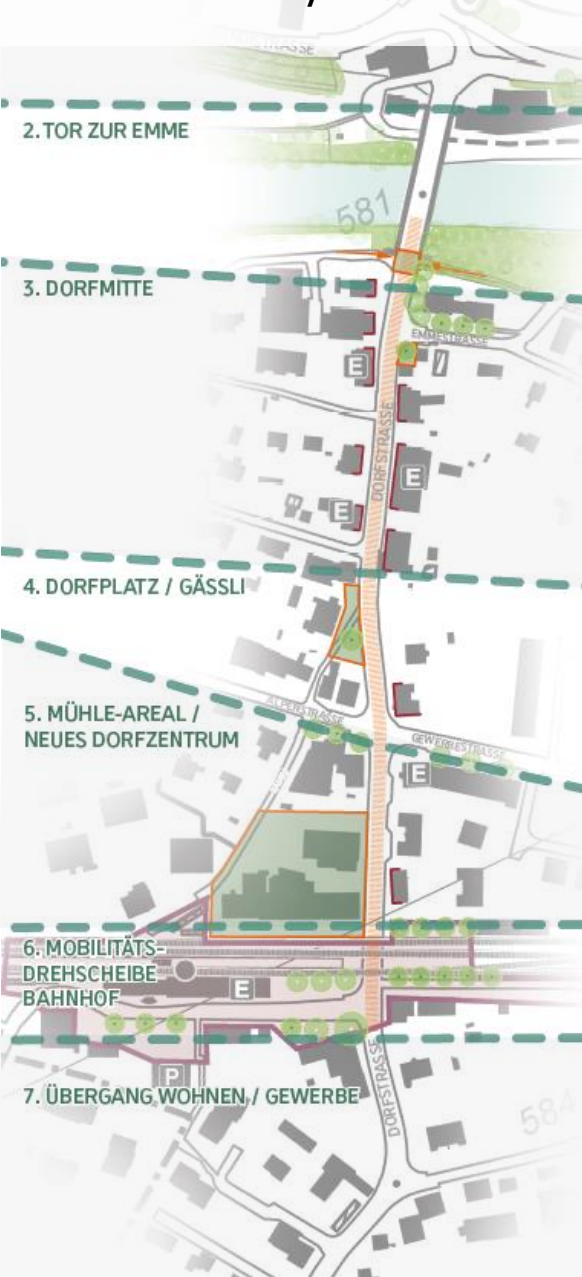 2. TOR ZUR EMME
581
3. DORFMITTE
EMMESTRASSE
E
DORFSTRASSE
E
E
4. DORFPLATZ / GÄSSLI
ALPENSTRASSE
5. MÜHLE-AREAL /
NEUES DORFZENTRUM
GEWERBESTRASSE
E
6. MOBILITÄTS-
DREHSCHEIBE
BAHNHOF
E
P
7. ÜBERGANG WOHNEN / GEWERBE
DORFSTRASSE
584